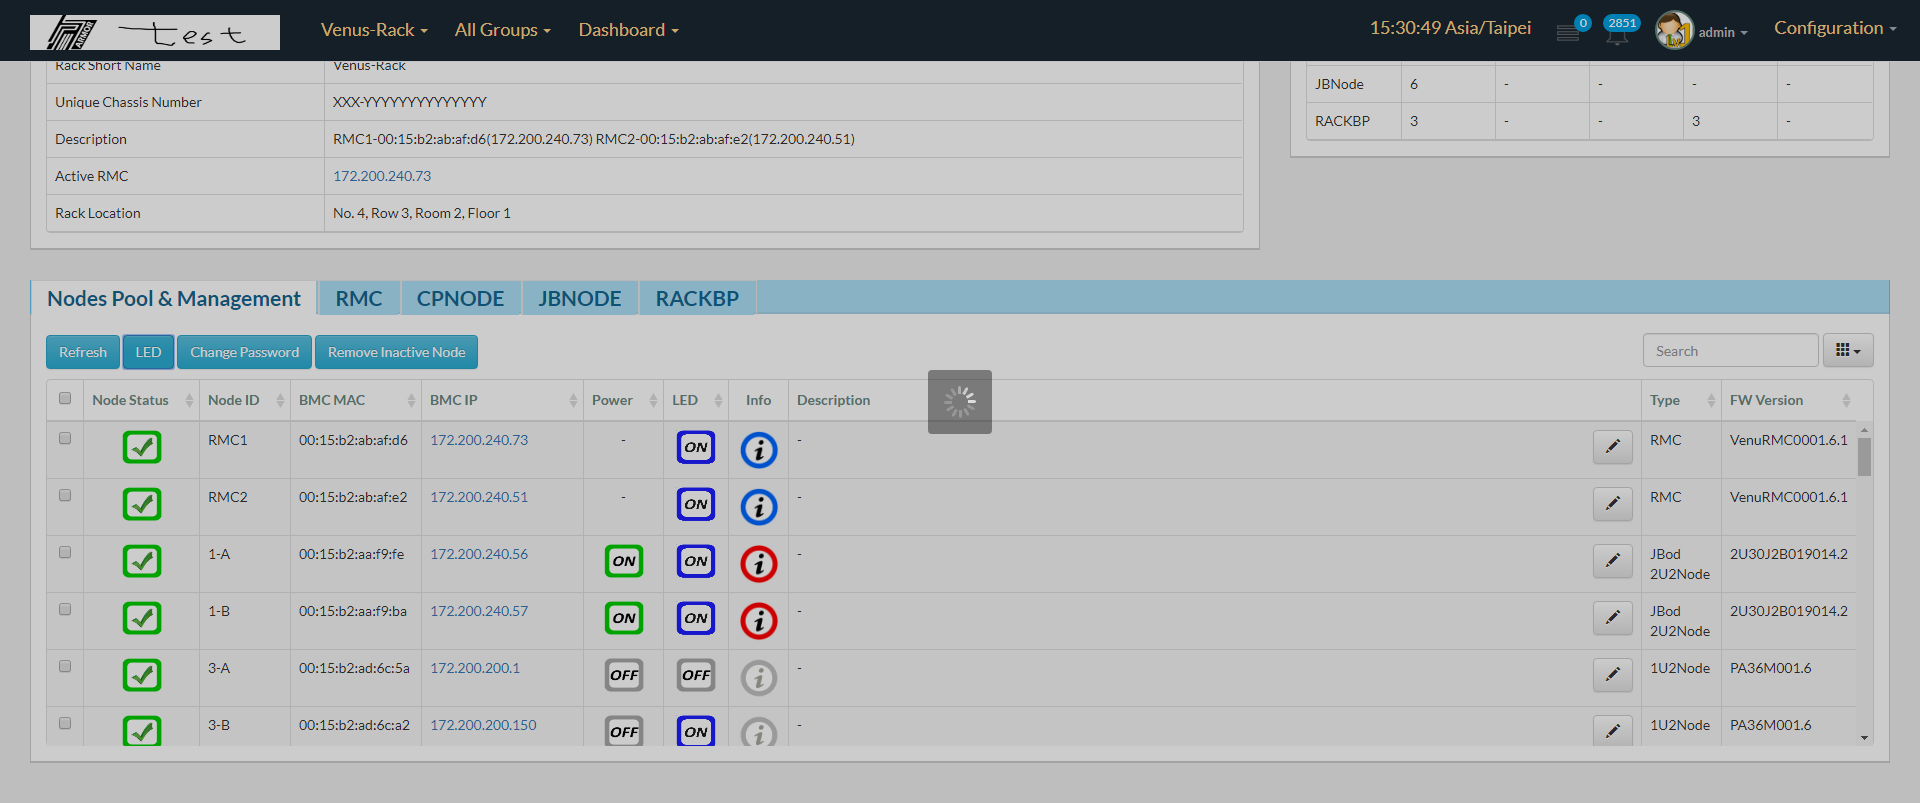 ARMOR test Venus-Rack All Groups Dashboard 15:30:49 Asia/Taipei 0 2851 admin Configuration
Rack Short Name Venus-Rack
Unique Chassis Number XXX-YYYYYYYYYYYYYY
Description RMC1-00:15:b2:ab:af:d6(172.200.240.73) RMC2-00:15:b2:ab:af:e2(172.200.240.51)
Active RMC 172.200.240.73
Rack Location No. 4, Row 3, Room 2, Floor 1
JBNode 6 - - - -
RACKBP 3 - - 3 -
Nodes Pool & Management RMC CPNODE JBNODE RACKBP
Refresh LED Change Password Remove Inactive Node Search
Node Status Node ID BMC MAC BMC IP Power LED Info Description Type FW Version
RMC1 00:15:b2:ab:af:d6 172.200.240.73 - ON i - RMC VenuRMC0001.6.1
RMC2 00:15:b2:ab:af:e2 172.200.240.51 - ON i - RMC VenuRMC0001.6.1
1-A 00:15:b2:aa:f9:fe 172.200.240.56 ON ON i - JBod 2U30J2B019014.2
2U2Node
1-B 00:15:b2:aa:f9:ba 172.200.240.57 ON ON i - JBod 2U30J2B019014.2
2U2Node
3-A 00:15:b2:ad:6c:5a 172.200.200.1 OFF OFF i - 1U2Node PA36M001.6
3-B 00:15:b2:ad:6c:a2 172.200.200.150 OFF ON i - 1U2Node PA36M001.6